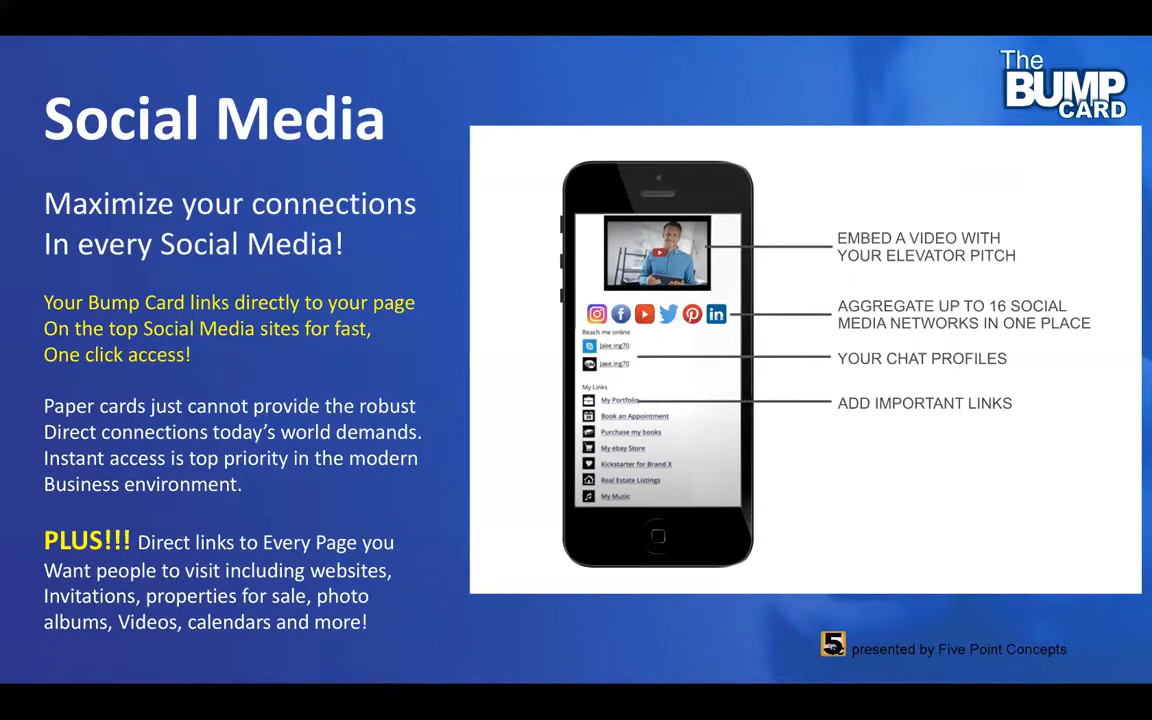 The
BUMP
CARD
Social Media
Maximize your connections
In every Social Media!
Your Bump Card links directly to your page
On the top Social Media sites for fast,
One click access!
Paper cards just cannot provide the robust
Direct connections today's world demands.
Instant access is top priority in the modern
Business environment.
PLUS!!! Direct links to Every Page you
Want people to visit including websites,
Invitations, properties for sale, photo
albums, Videos, calendars and more!
Reach me online
jake.ing70
jake.ing70
My Links
My Portfolio
Book an Appointment
Purchase my books
My ebay Store
Kickstarter for Brand X
Real Estate Listings
My Music
EMBED A VIDEO WITH
YOUR ELEVATOR PITCH
AGGREGATE UP TO 16 SOCIAL
MEDIA NETWORKS IN ONE PLACE
YOUR CHAT PROFILES
ADD IMPORTANT LINKS
5 presented by Five Point Concepts